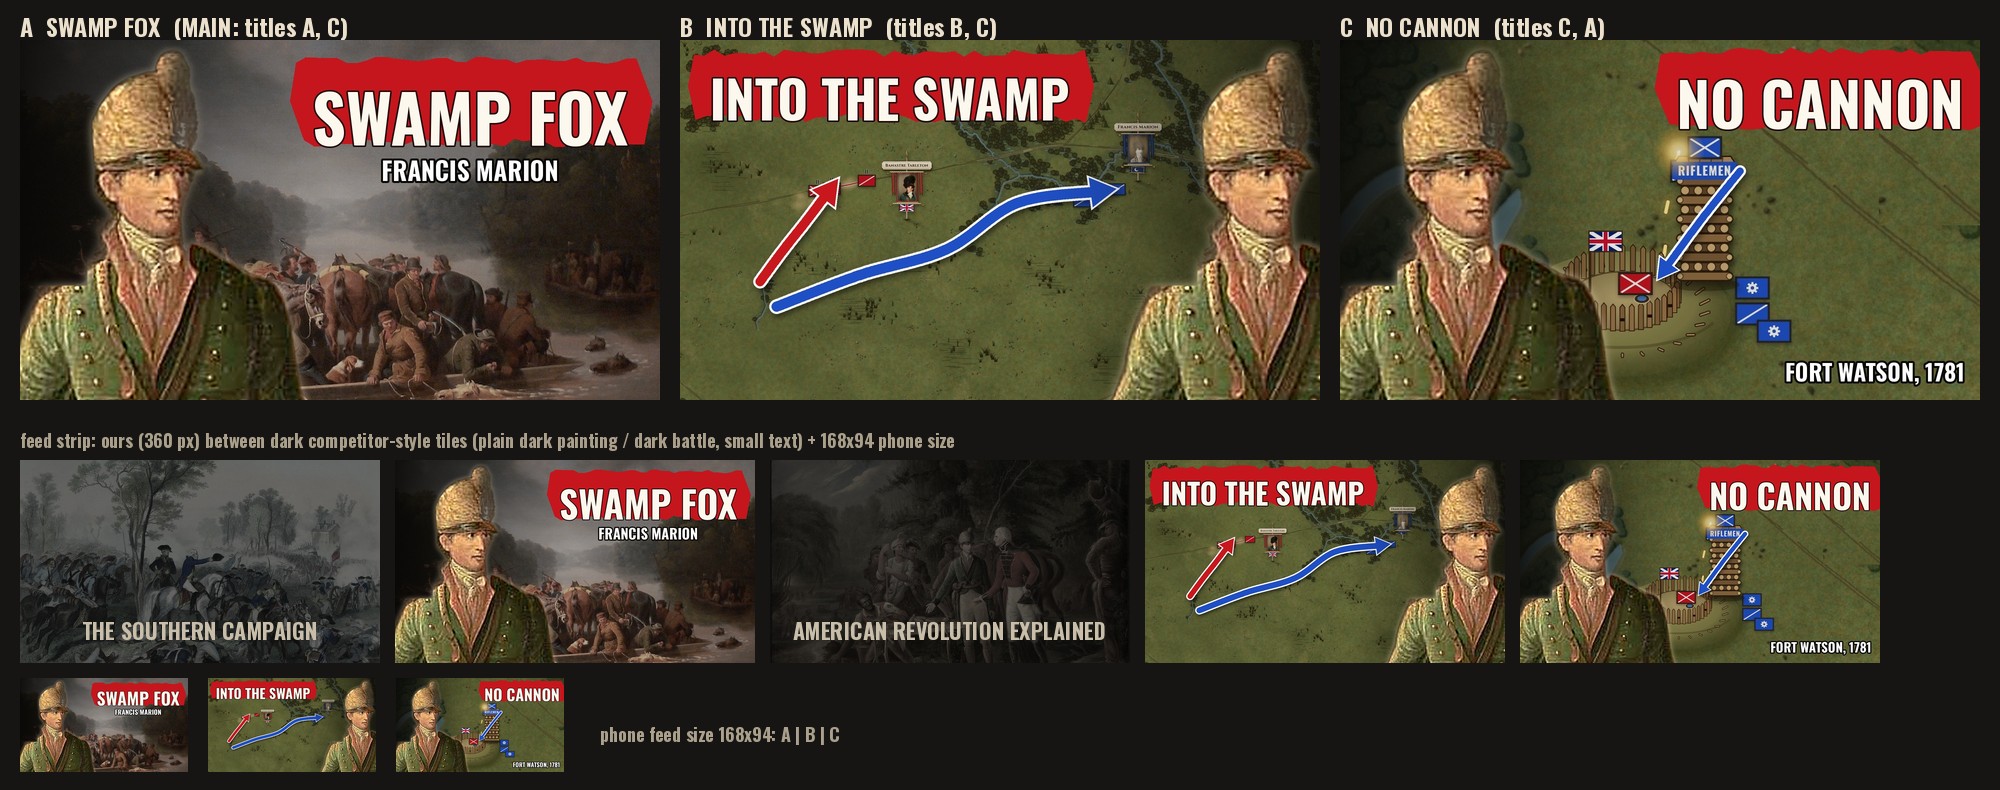 A SWAMP FOX (MAIN: titles A, C)
B INTO THE SWAMP (titles B, C)
C NO CANNON (titles C, A)
SWAMP FOX
FRANCIS MARION
INTO THE SWAMP
FRANCIS MARION
BANASTRE TARLETON
NO CANNON
RIFLEMEN
FORT WATSON, 1781
feed strip: ours (360 px) between dark competitor-style tiles (plain dark painting / dark battle, small text) + 168x94 phone size
THE SOUTHERN CAMPAIGN
SWAMP FOX
FRANCIS MARION
AMERICAN REVOLUTION EXPLAINED
INTO THE SWAMP
NO CANNON
RIFLEMEN
FORT WATSON, 1781
SWAMP FOX
FRANCIS MARION
INTO THE SWAMP
NO CANNON
FORT WATSON, 1781
phone feed size 168x94: A | B | C